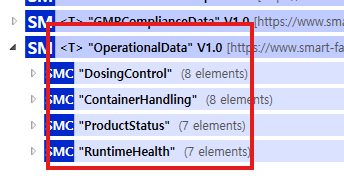 SM <T> "GMPComplianceData" V1.0 [https://www.sma
SM <T> "OperationalData" V1.0 [https://www.smart-fa
SMC "DosingControl" (8 elements)
SMC "ContainerHandling" (8 elements)
SMC "ProductStatus" (7 elements)
SMC "RuntimeHealth" (7 elements)